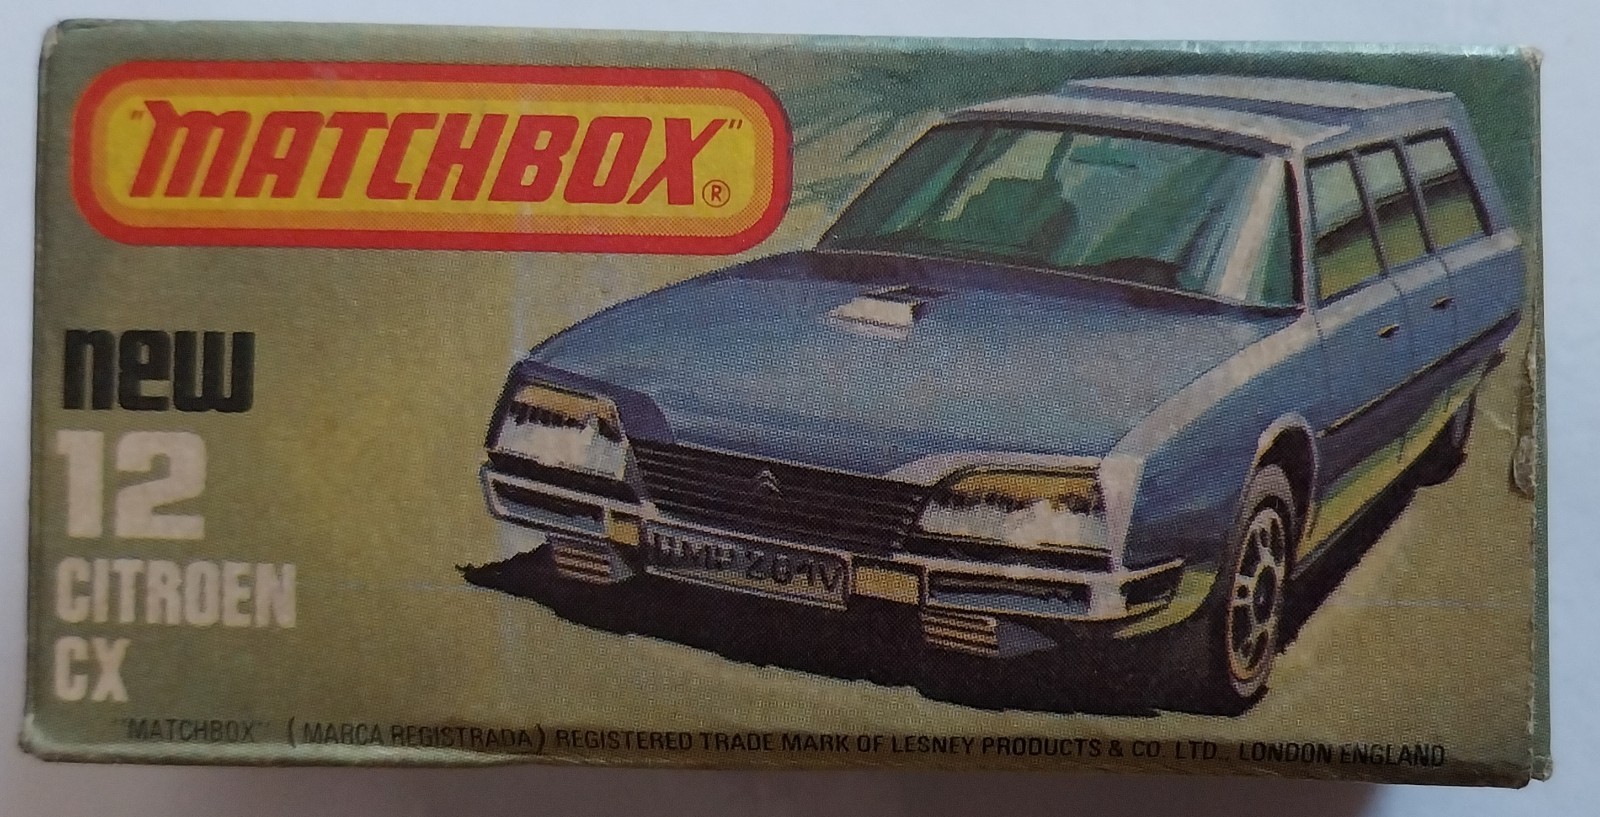 "MATCHBOX" ®
new
12
CITROEN
CX
"MATCHBOX" (MARCA REGISTRADA) REGISTERED TRADE MARK OF LESNEY PRODUCTS & CO. LTD., LONDON ENGLAND